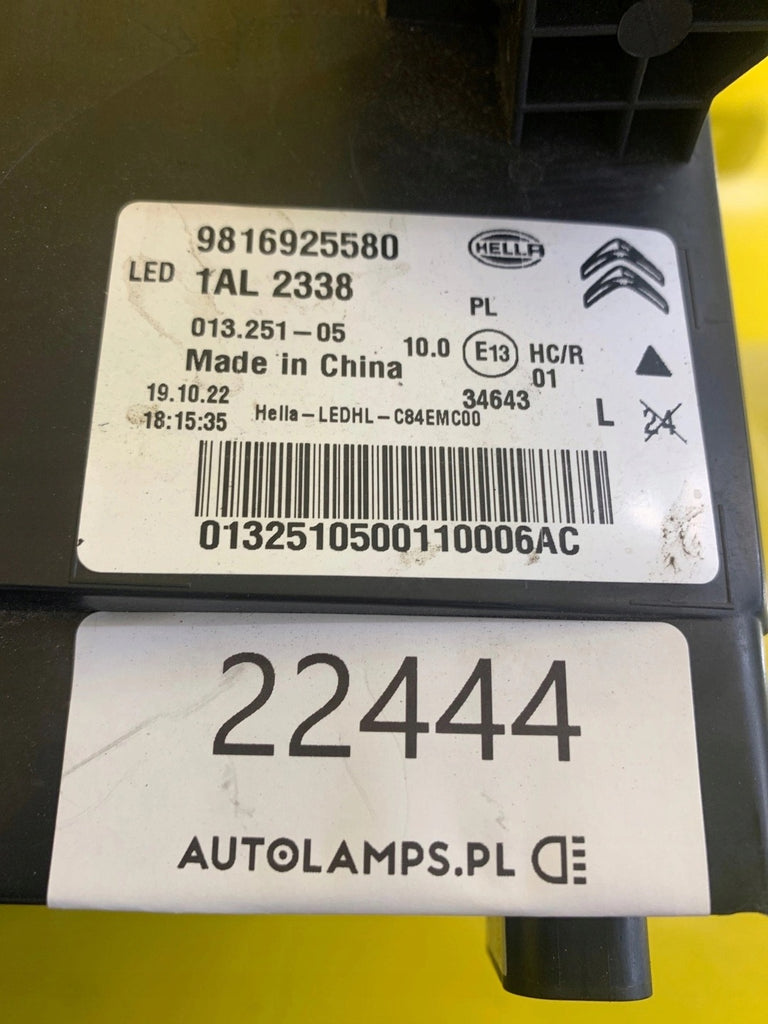 9816925580
HELLA
LED 1AL 2338
PL
013.251-05
10.0 E13 HC/R
01
Made in China
34643
19.10.22
18:15:35
Hella-LEDHL-C84EMC00
L 24
0132510500110006AC
22444
AUTOLAMPS.PL